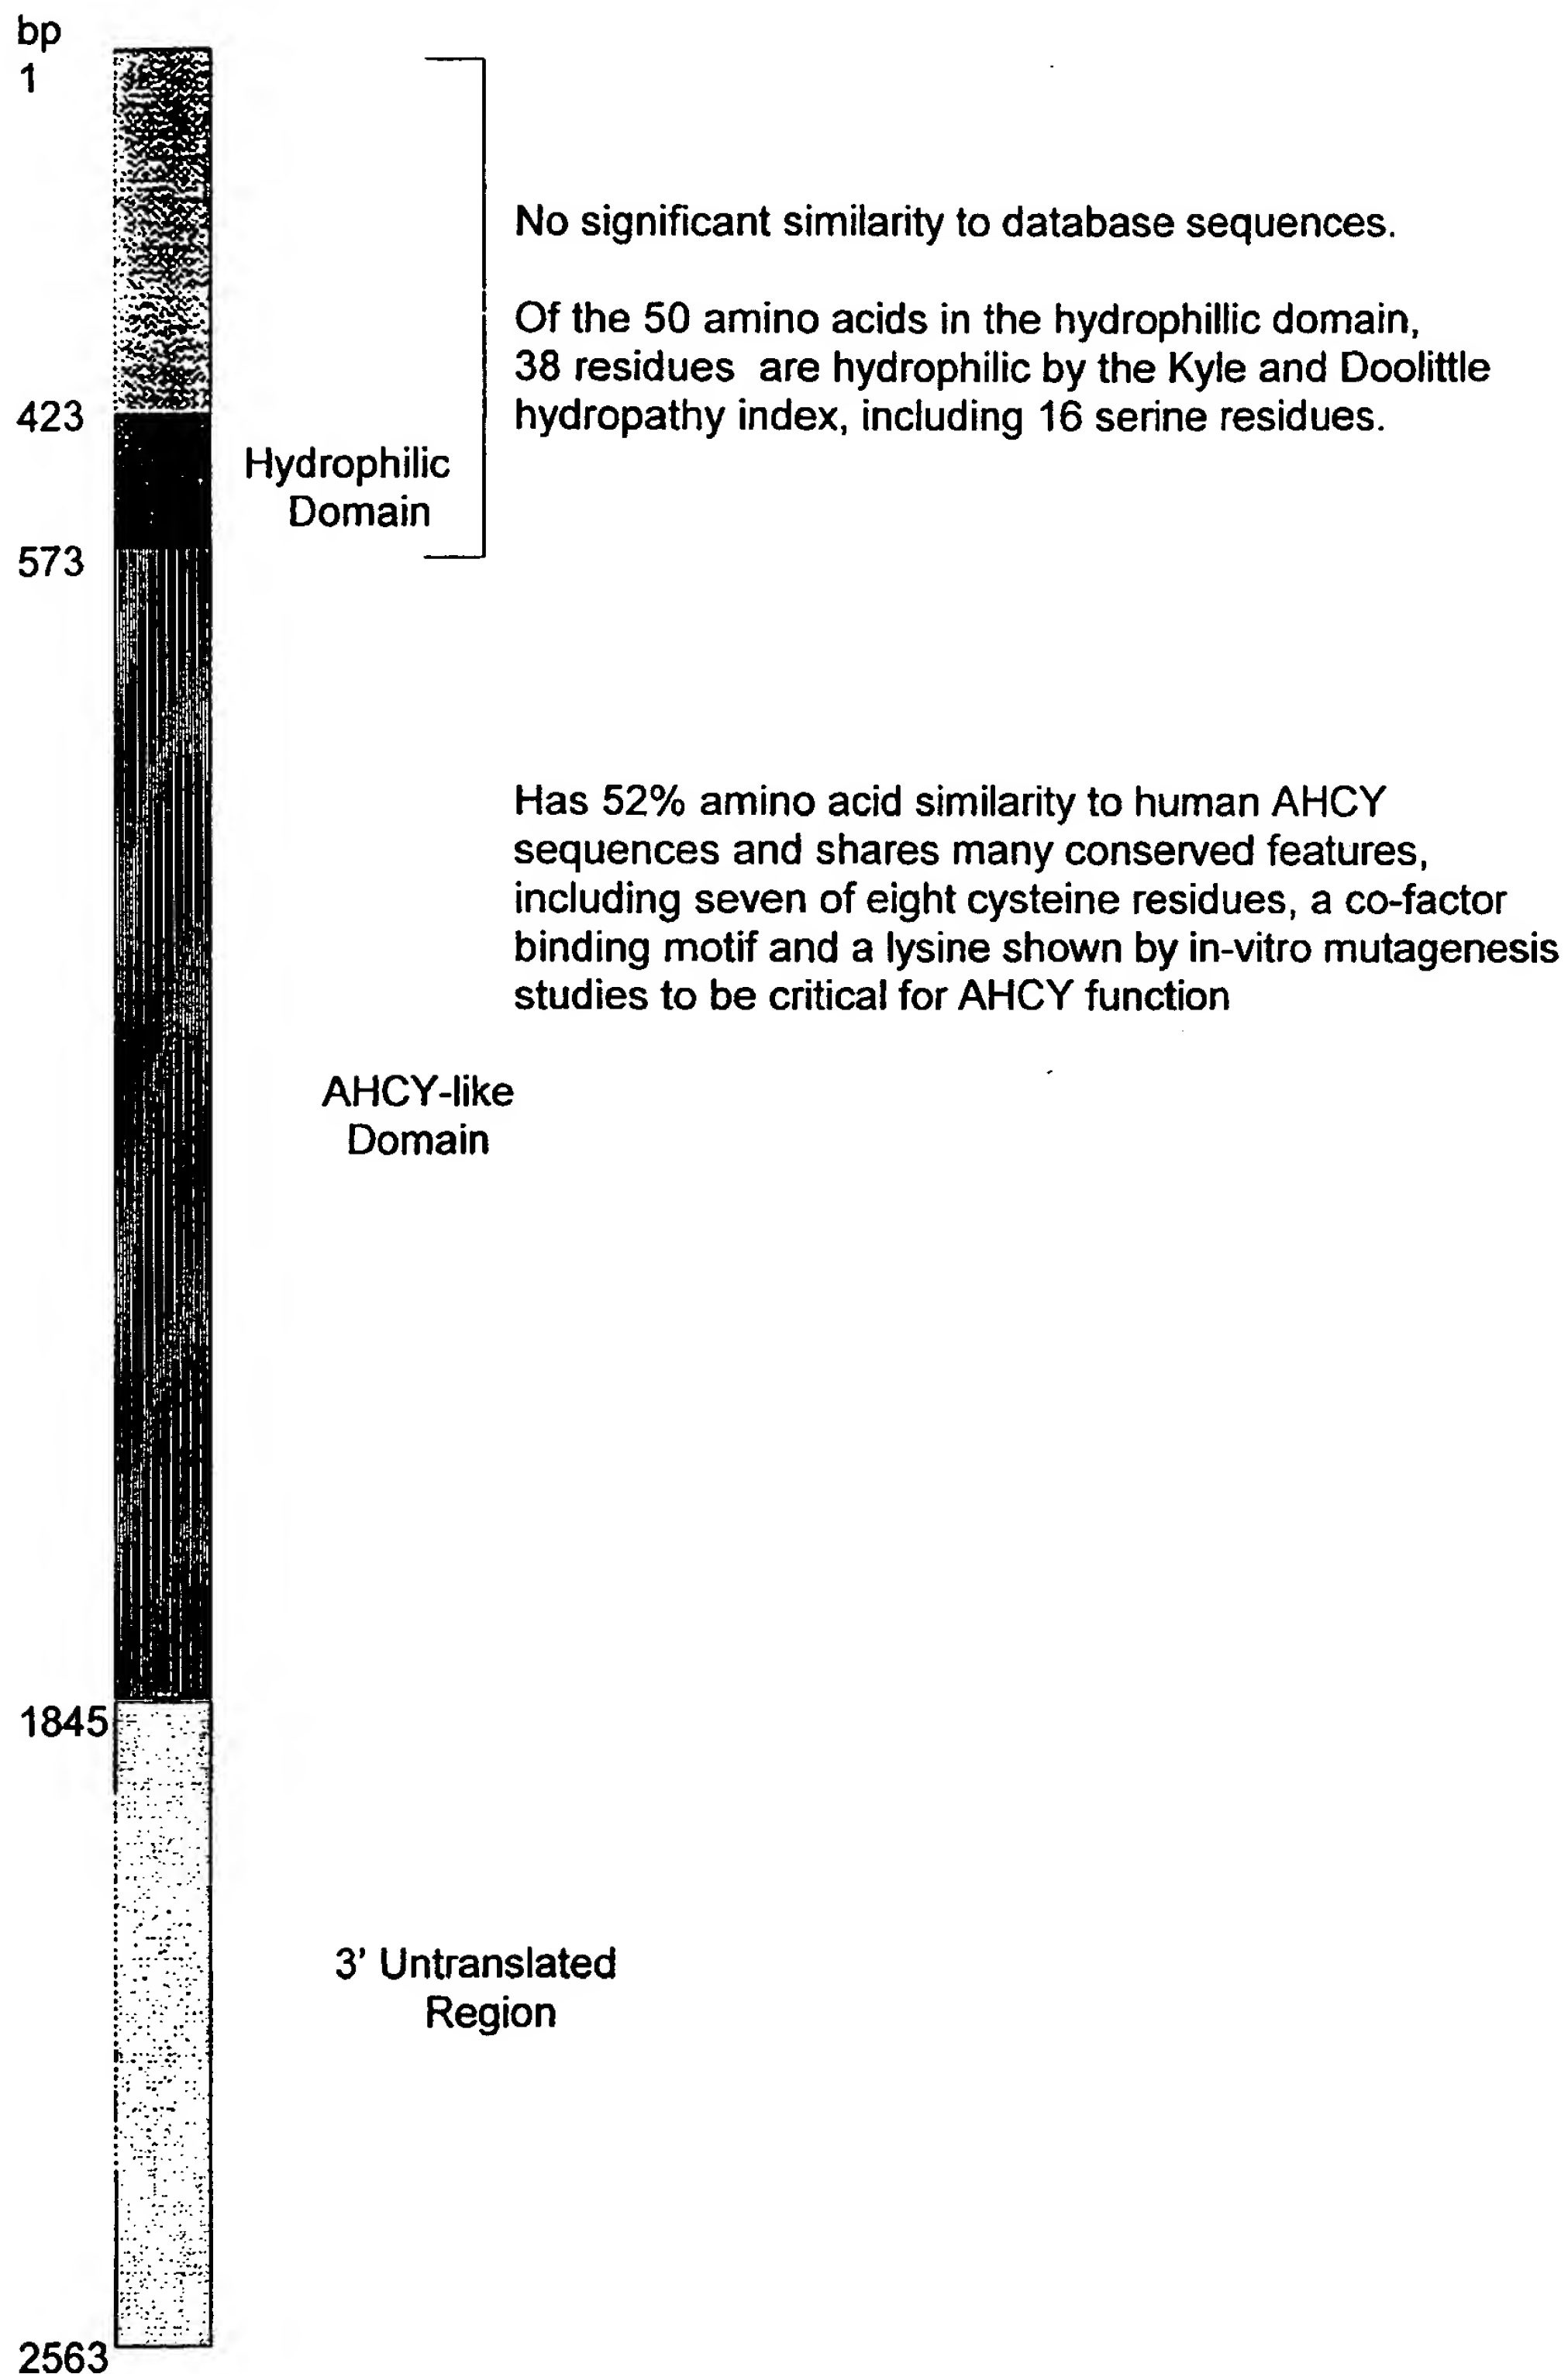 bp
1
No significant similarity to database sequences.
Of the 50 amino acids in the hydrophillic domain,
38 residues are hydrophilic by the Kyle and Doolittle
hydropathy index, including 16 serine residues.
423
Hydrophilic
Domain
573
Has 52% amino acid similarity to human AHCY
sequences and shares many conserved features,
including seven of eight cysteine residues, a co-factor
binding motif and a lysine shown by in-vitro mutagenesis
studies to be critical for AHCY function
AHCY-like
Domain
1845
3' Untranslated
Region
2563